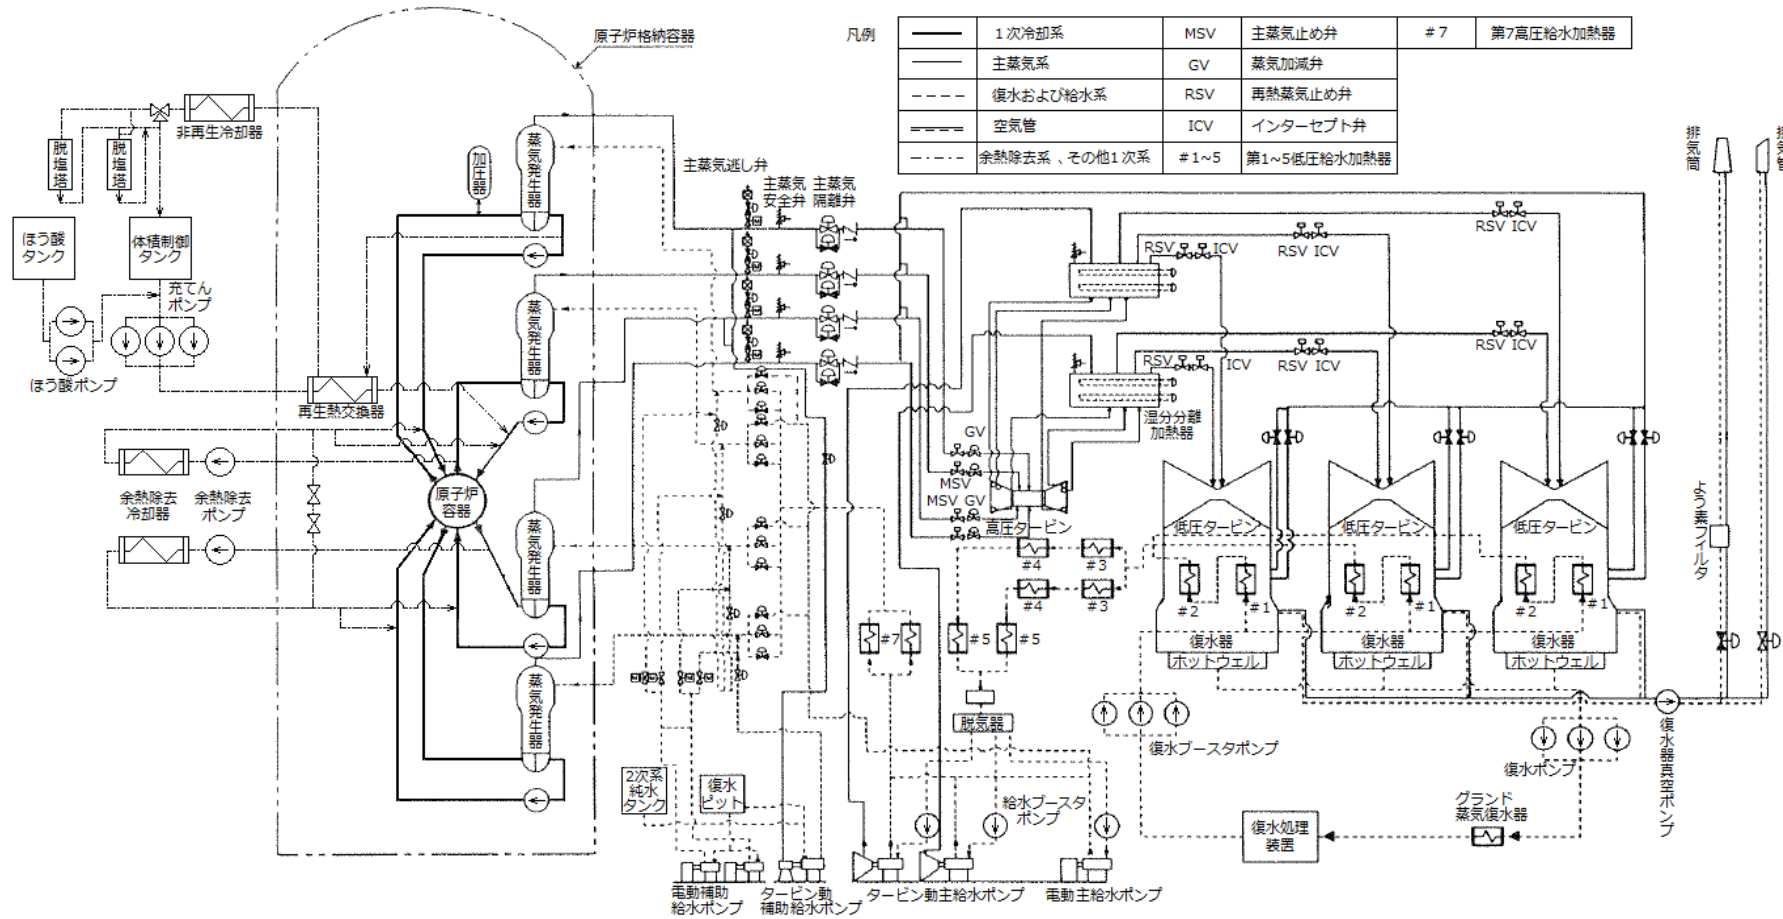 原子炉格納容器
凡例
1次冷却系
MSV
主蒸気止め弁
#7
第7高圧給水加熱器
主蒸気系
GV
蒸気加減弁
復水および給水系
RSV
再熱蒸気止め弁
空気管
ICV
インターセプト弁
余熱除去系、その他1次系
#1~5
第1~5低圧給水加熱器
非再生冷却器
脱塩塔
脱塩塔
ほう酸
タンク
体積制御
タンク
充てん
ポンプ
ほう酸ポンプ
再生熱交換器
余熱除去
冷却器
余熱除去
ポンプ
加圧器
蒸気発生器
蒸気発生器
蒸気発生器
蒸気発生器
原子炉
容器
主蒸気逃し弁
主蒸気
安全弁
主蒸気
隔離弁
排気筒
排気管
RSV ICV
RSV ICV
RSV
ICV
RSV ICV
RSV ICV
RSV
ICV
湿分分離
加熱器
GV
MSV
MSV GV
高圧タービン
低圧タービン
低圧タービン
低圧タービン
よう素フィルタ
#4
#3
#4
#3
#7
#5
#5
#2
#1
#2
#1
#2
#1
復水器
復水器
復水器
ホットウェル
ホットウェル
ホットウェル
脱気器
復水ブースタポンプ
復水ポンプ
復水器真空ポンプ
2次系
純水
タンク
復水
ピット
給水ブースタ
ポンプ
グランド
蒸気復水器
復水処理
装置
電動補助
給水ポンプ
タービン動
補助給水ポンプ
タービン動主給水ポンプ
電動主給水ポンプ